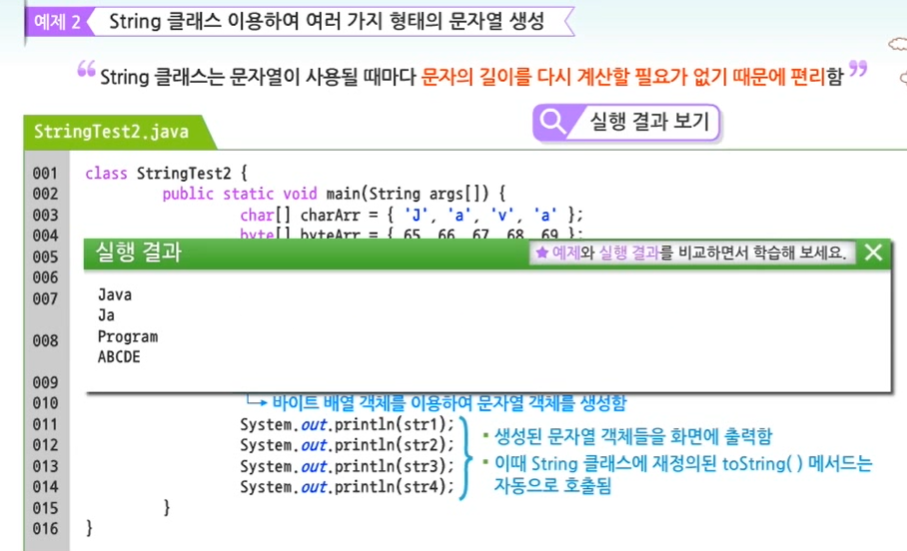 예제 2 String 클래스 이용하여 여러 가지 형태의 문자열 생성
“ String 클래스는 문자열이 사용될 때마다 문자의 길이를 다시 계산할 필요가 없기 때문에 편리함 ”
실행 결과 보기
StringTest2.java
001 class StringTest2 {
002 public static void main(String args[]) {
003 char[] charArr = { 'J', 'a', 'v', 'a' };
004 byte[] byteArr = { 65, 66, 67, 68, 69 };
005
006
007
008
009
실행 결과
★ 예제와 실행 결과를 비교하면서 학습해 보세요. ×
Java
Ja
Program
ABCDE
010 ↳ 바이트 배열 객체를 이용하여 문자열 객체를 생성함
011 System.out.println(str1);
012 System.out.println(str2);
013 System.out.println(str3);
014 System.out.println(str4);
▪ 생성된 문자열 객체들을 화면에 출력함
▪ 이때 String 클래스에 재정의된 toString( ) 메서드는
자동으로 호출됨
015 }
016 }